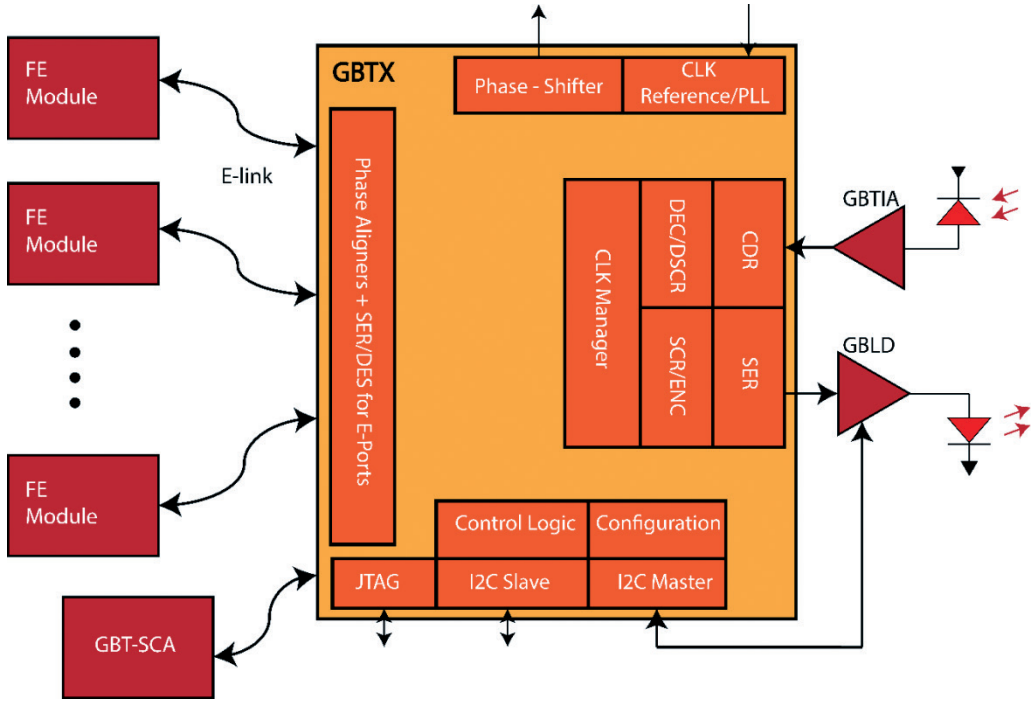 FE
Module
E-link
FE
Module
FE
Module
GBT-SCA
GBTX
Phase - Shifter
CLK
Reference/PLL
Phase Aligners + SER/DES for E-Ports
CLK Manager
DEC/DSCR
CDR
SCR/ENC
SER
GBTIA
GBLD
Control Logic
Configuration
JTAG
I2C Slave
I2C Master